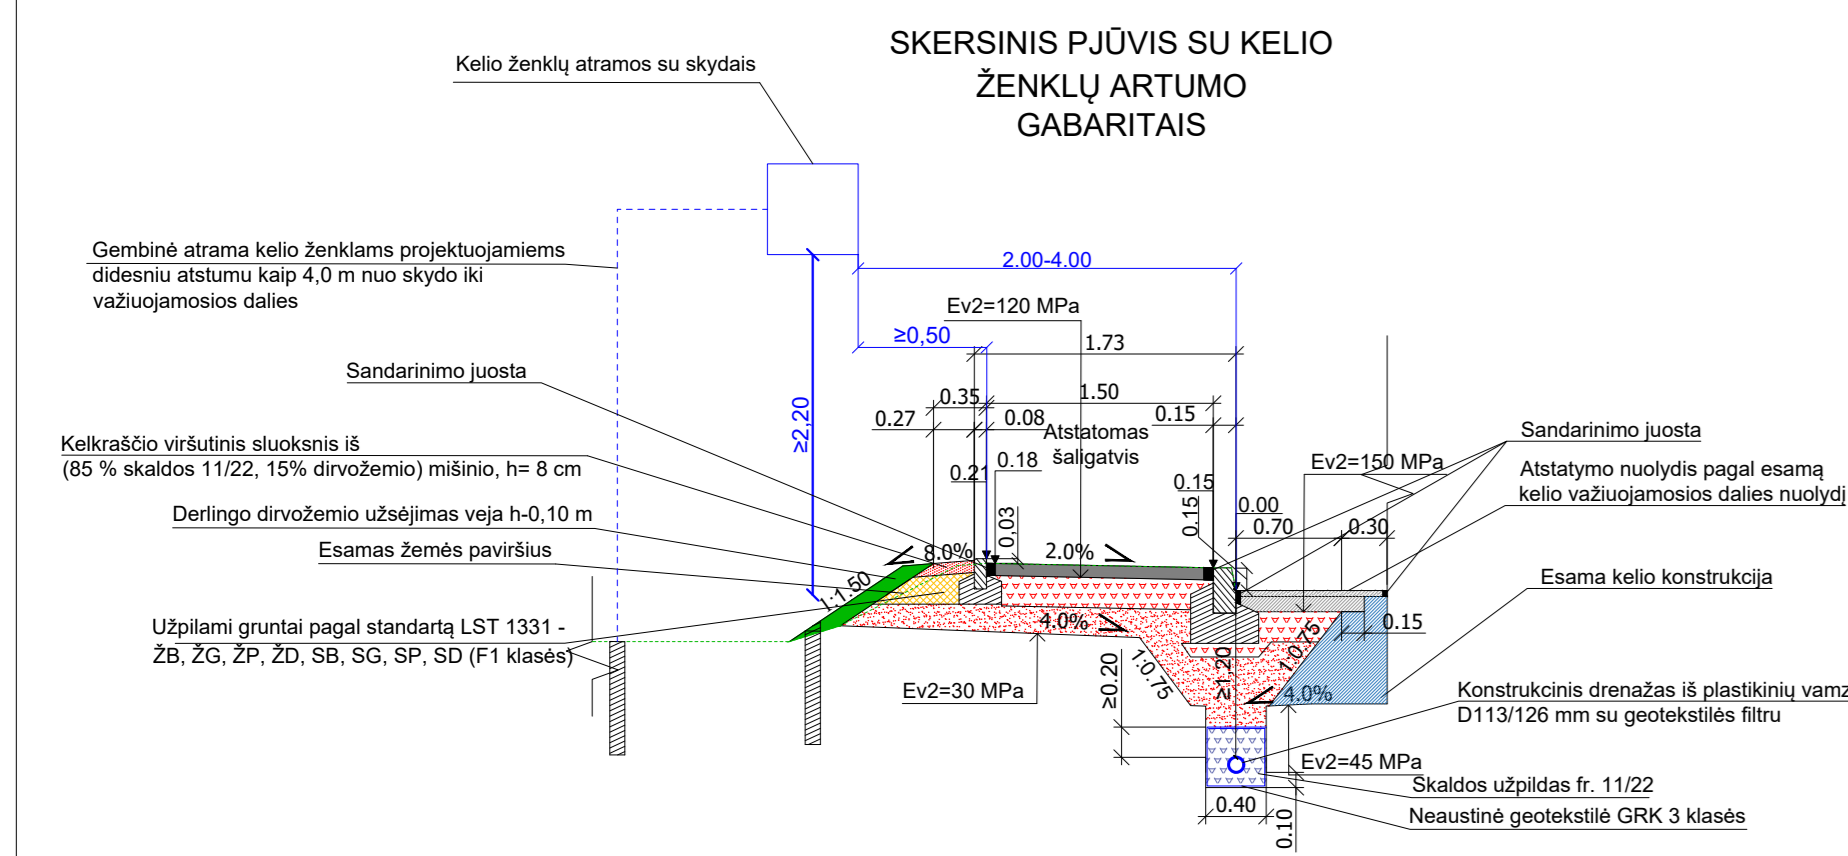 SKERSINIS PJŪVIS SU KELIO
ŽENKLŲ ARTUMO
GABARITAIS
Kelio ženklų atramos su skydais
Gembinė atrama kelio ženklams projektuojamiems
didesniu atstumu kaip 4,0 m nuo skydo iki
važiuojamosios dalies
2.00-4.00
Ev2=120 MPa
≥0,50
1.73
Sandarinimo juosta
≥2,20
0.35
1.50
0.27
0.08
0.15
Atstatomas
šaligatvis
Kelkraščio viršutinis sluoksnis iš
(85 % skaldos 11/22, 15% dirvožemio) mišinio, h= 8 cm
0.21
0.18
Sandarinimo juosta
Ev2=150 MPa
Atstatymo nuolydis pagal esamą
kelio važiuojamosios dalies nuolydį
0.15
0.15
0.00
0.70
0.30
Derlingo dirvožemio užsėjimas veja h-0,10 m
0,03
Esamas žemės paviršius
8.0%
2.0%
1:1.50
Esama kelio konstrukcija
Užpilami gruntai pagal standartą LST 1331 -
ŽB, ŽG, ŽP, ŽD, SB, SG, SP, SD (F1 klasės)
4.0%
0.15
1:0.75
1:0.75
≥1,20
≥0.20
Ev2=30 MPa
4.0%
Konstrukcinis drenažas iš plastikinių vamz
D113/126 mm su geotekstilės filtru
Ev2=45 MPa
Skaldos užpildas fr. 11/22
0.40
0.10
Neaustinė geotekstilė GRK 3 klasės